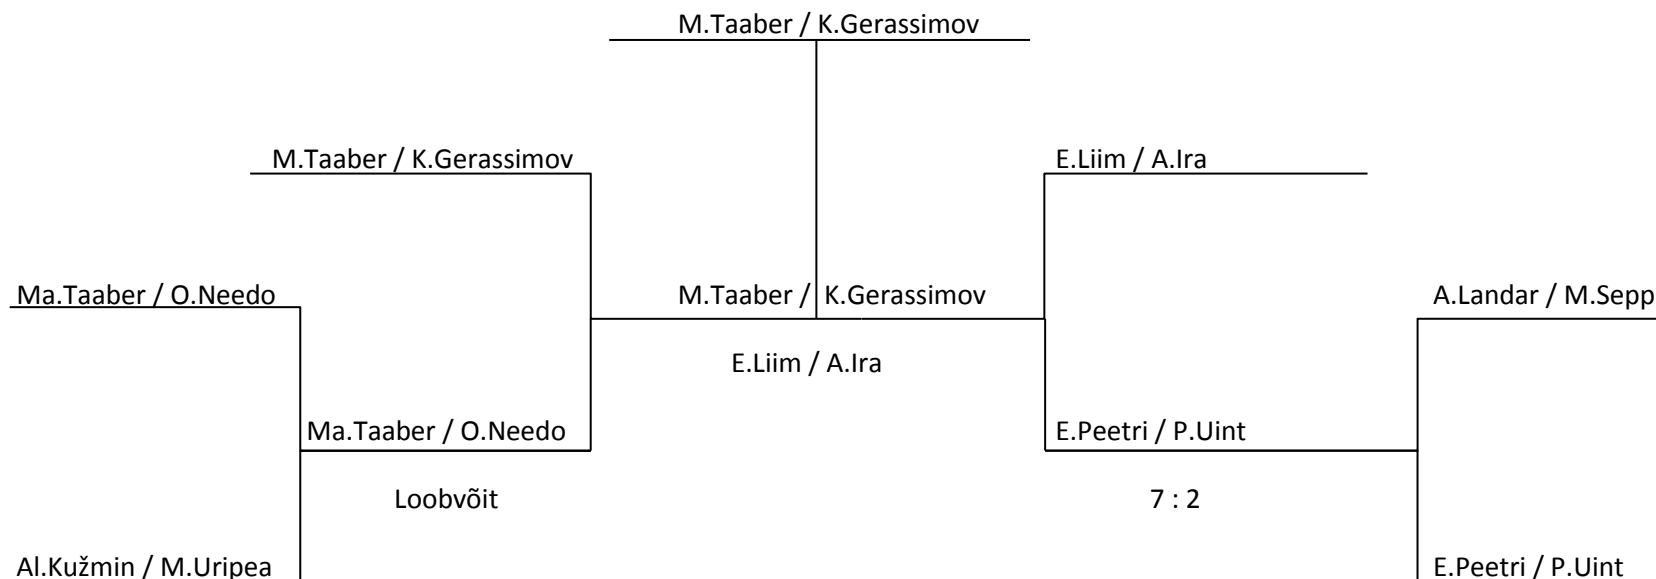 M.Taaber / K.Gerassimov
M.Taaber / K.Gerassimov
E.Liim / A.Ira
Ma.Taaber / O.Needo
M.Taaber / K.Gerassimov
A.Landar / M.Sepp
E.Liim / A.Ira
Ma.Taaber / O.Needo
E.Peetri / P.Uint
Loobvõit
7 : 2
Al.Kužmin / M.Uripea
E.Peetri / P.Uint